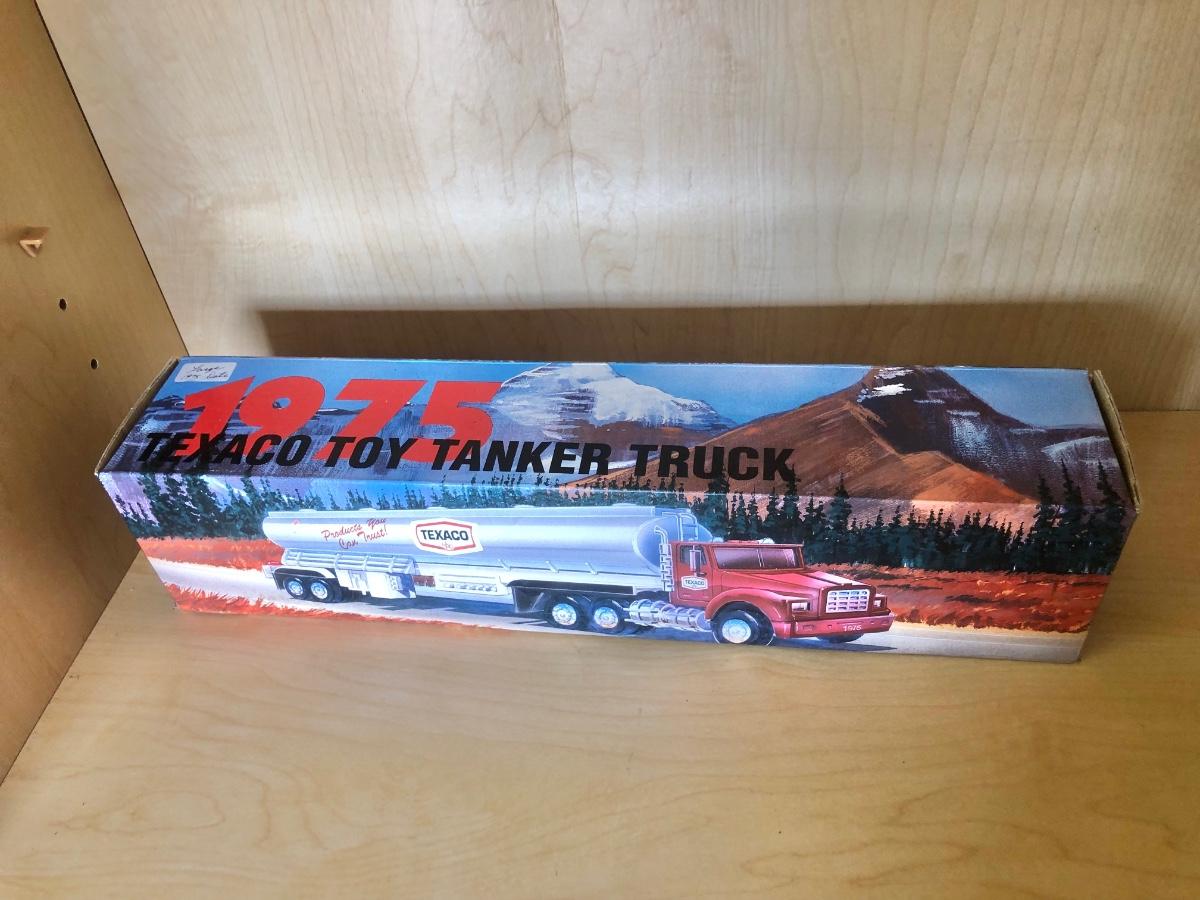 1975
TEXACO TOY TANKER TRUCK
Products You
Can Trust!
TEXACO
TEXACO
1975